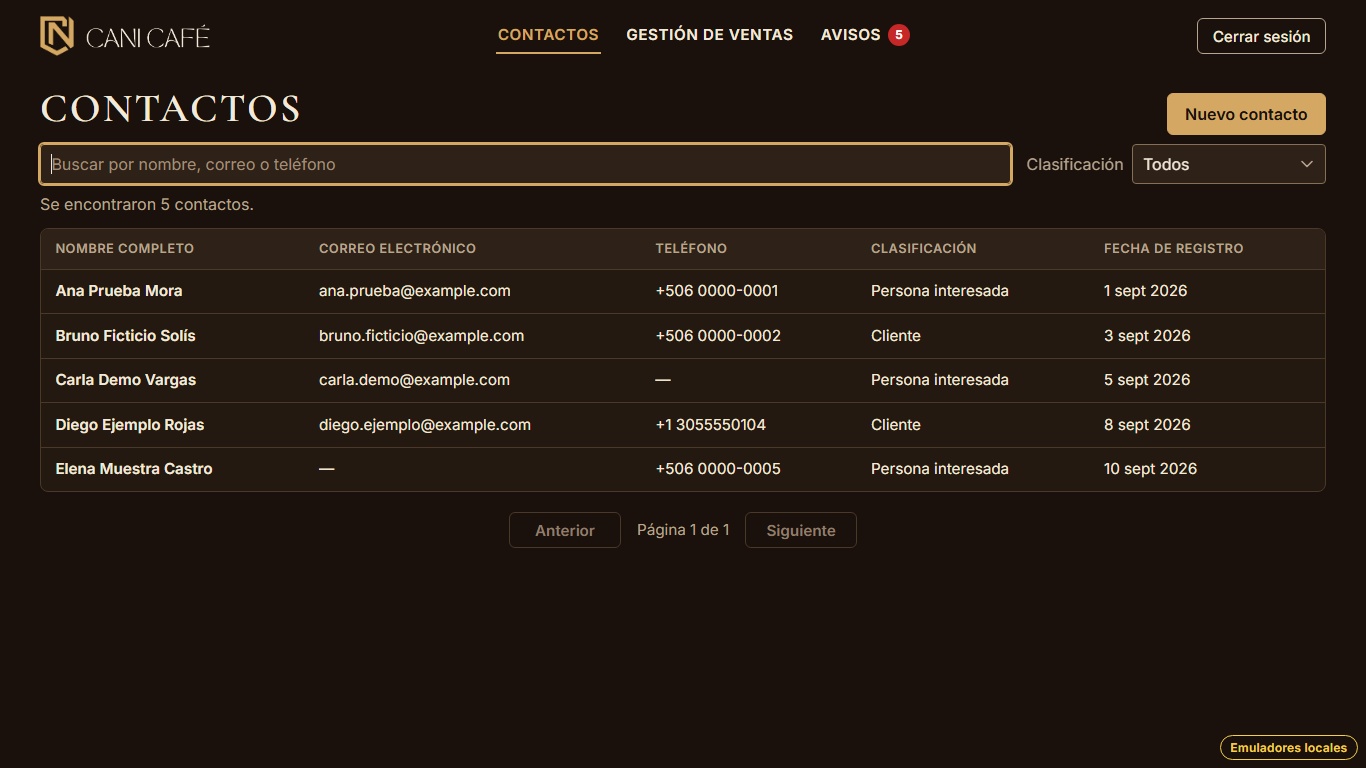 CANI CAFÉ
CONTACTOS GESTIÓN DE VENTAS AVISOS 5
Cerrar sesión
CONTACTOS
Nuevo contacto
Buscar por nombre, correo o teléfono
Clasificación Todos
Se encontraron 5 contactos.
NOMBRE COMPLETO CORREO ELECTRÓNICO TELÉFONO CLASIFICACIÓN FECHA DE REGISTRO
Ana Prueba Mora ana.prueba@example.com +506 0000-0001 Persona interesada 1 sept 2026
Bruno Ficticio Solís bruno.ficticio@example.com +506 0000-0002 Cliente 3 sept 2026
Carla Demo Vargas carla.demo@example.com — Persona interesada 5 sept 2026
Diego Ejemplo Rojas diego.ejemplo@example.com +1 3055550104 Cliente 8 sept 2026
Elena Muestra Castro — +506 0000-0005 Persona interesada 10 sept 2026
Anterior Página 1 de 1 Siguiente
Emuladores locales